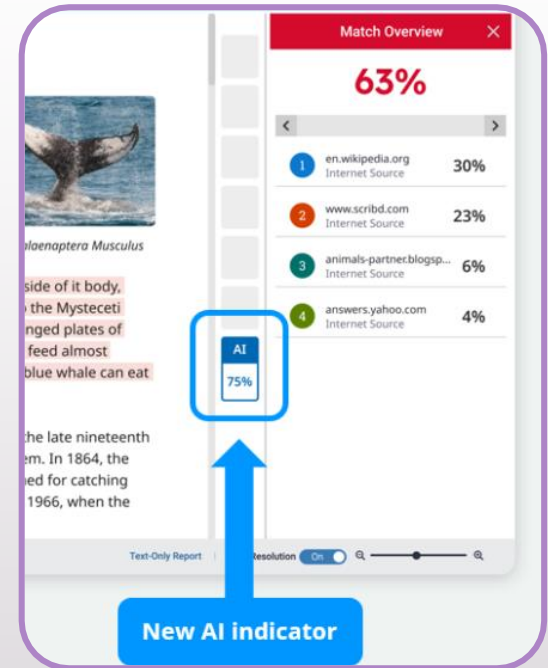 Match Overview
63%
1 en.wikipedia.org 30%
Internet Source
2 www.scribd.com 23%
Internet Source
3 animals-partner.blogsp... 6%
Internet Source
4 answers.yahoo.com 4%
Internet Source
alaenaptera Musculus
side of it body,
the Mysteceti
nged plates of
feed almost
blue whale can eat
AI
75%
he late nineteenth
em. In 1864, the
ned for catching
1966, when the
Text-Only Report
esolution On
New AI indicator